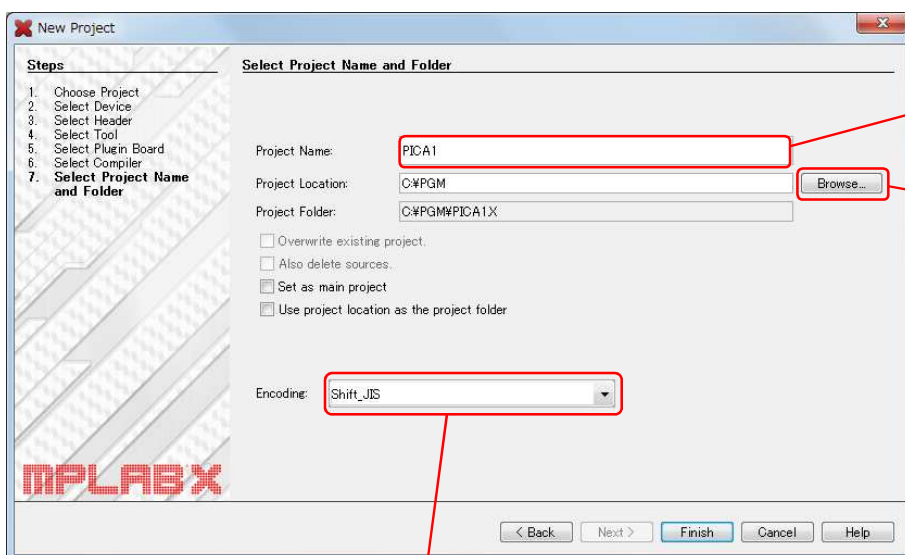 New Project
Steps
1. Choose Project
2. Select Device
3. Select Header
4. Select Tool
5. Select Plugin Board
6. Select Compiler
7. Select Project Name
and Folder
Select Project Name and Folder
Project Name: PICA1
Project Location: C:¥PGM Browse...
Project Folder: C:¥PGM¥PICA1.X
Overwrite existing project.
Also delete sources.
Set as main project
Use project location as the project folder
Encoding: Shift_JIS
MPLAB X
< Back Next > Finish Cancel Help